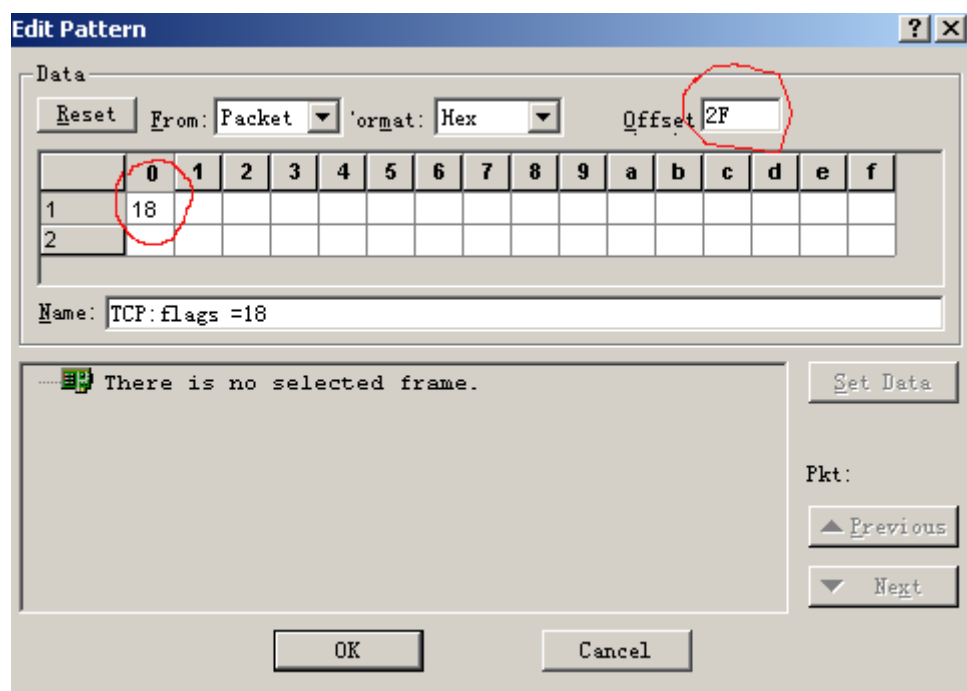 Edit Pattern
Data
Reset From: Packet 'ormat: Hex Offset 2F
0 1 2 3 4 5 6 7 8 9 a b c d e f
1 18
2
Name: TCP:flags =18
There is no selected frame.
Set Data
Pkt:
Previous
Next
OK Cancel